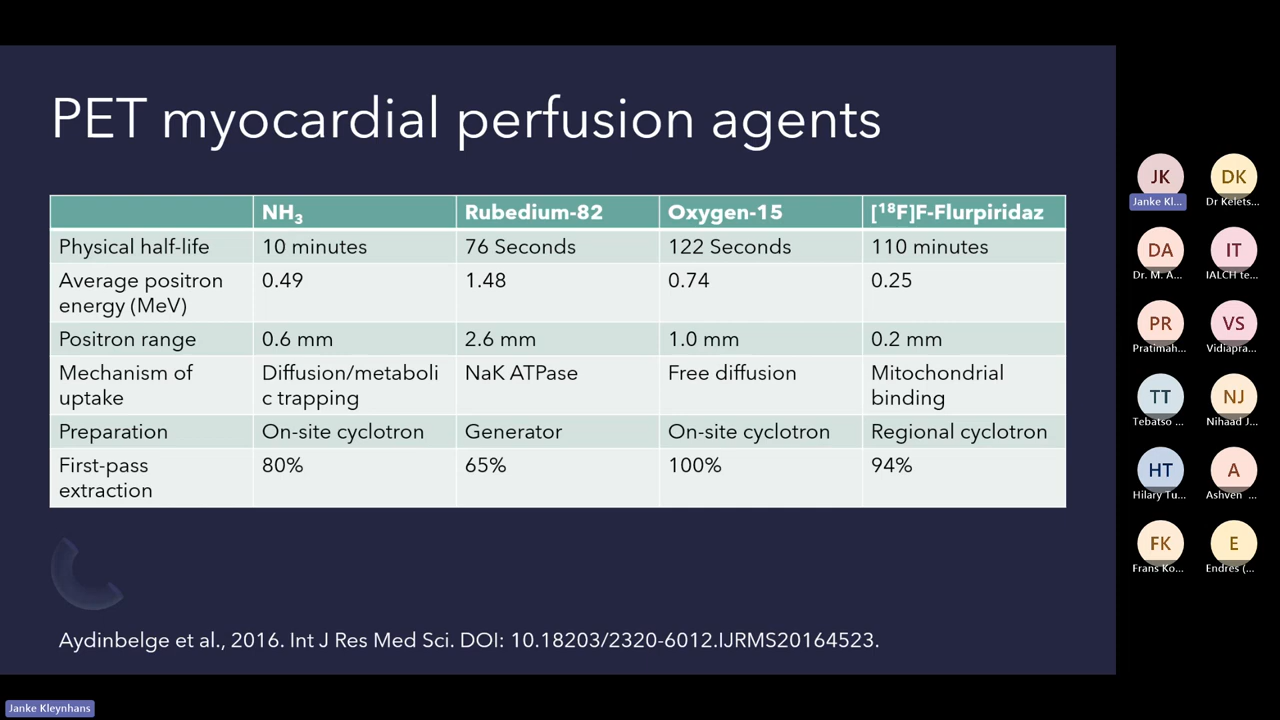 PET myocardial perfusion agents
NH₃ Rubedium-82 Oxygen-15 [¹⁸F]F-Flurpiridaz
Physical half-life 10 minutes 76 Seconds 122 Seconds 110 minutes
Average positron 0.49 1.48 0.74 0.25
energy (MeV)
Positron range 0.6 mm 2.6 mm 1.0 mm 0.2 mm
Mechanism of Diffusion/metaboli NaK ATPase Free diffusion Mitochondrial
uptake c trapping binding
Preparation On-site cyclotron Generator On-site cyclotron Regional cyclotron
First-pass 80% 65% 100% 94%
extraction
Aydinbelge et al., 2016. Int J Res Med Sci. DOI: 10.18203/2320-6012.IJRMS20164523.
JK DK
Janke Kl... Dr Kelets...
DA IT
Dr. M. A... IALCH te...
PR VS
Pratimah... Vidiapra...
TT NJ
Tebatso ... Nihaad J...
HT A
Hilary Tu... Ashven ...
FK E
Frans Ko... Endres (...
Janke Kleynhans